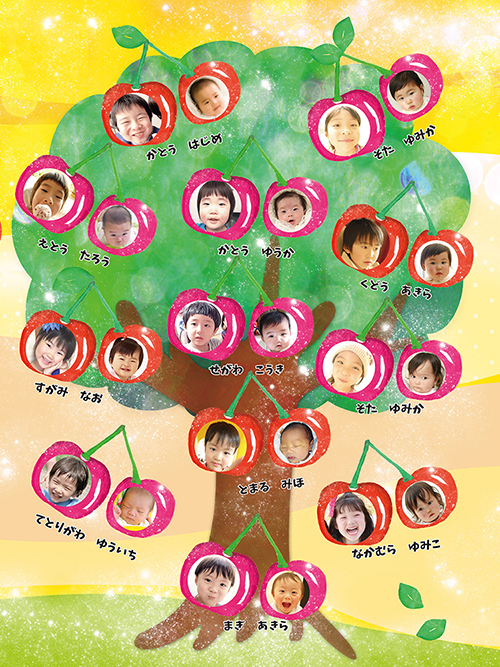 かとう はじめ
そた ゆみか
もとう たろう
かとう ゆうか
くどう あきら
すがみ なお
せがわ こうき
そた ゆみか
とまる みほ
てとりがわ ゆういち
なかむら ゆみこ
まき あきら